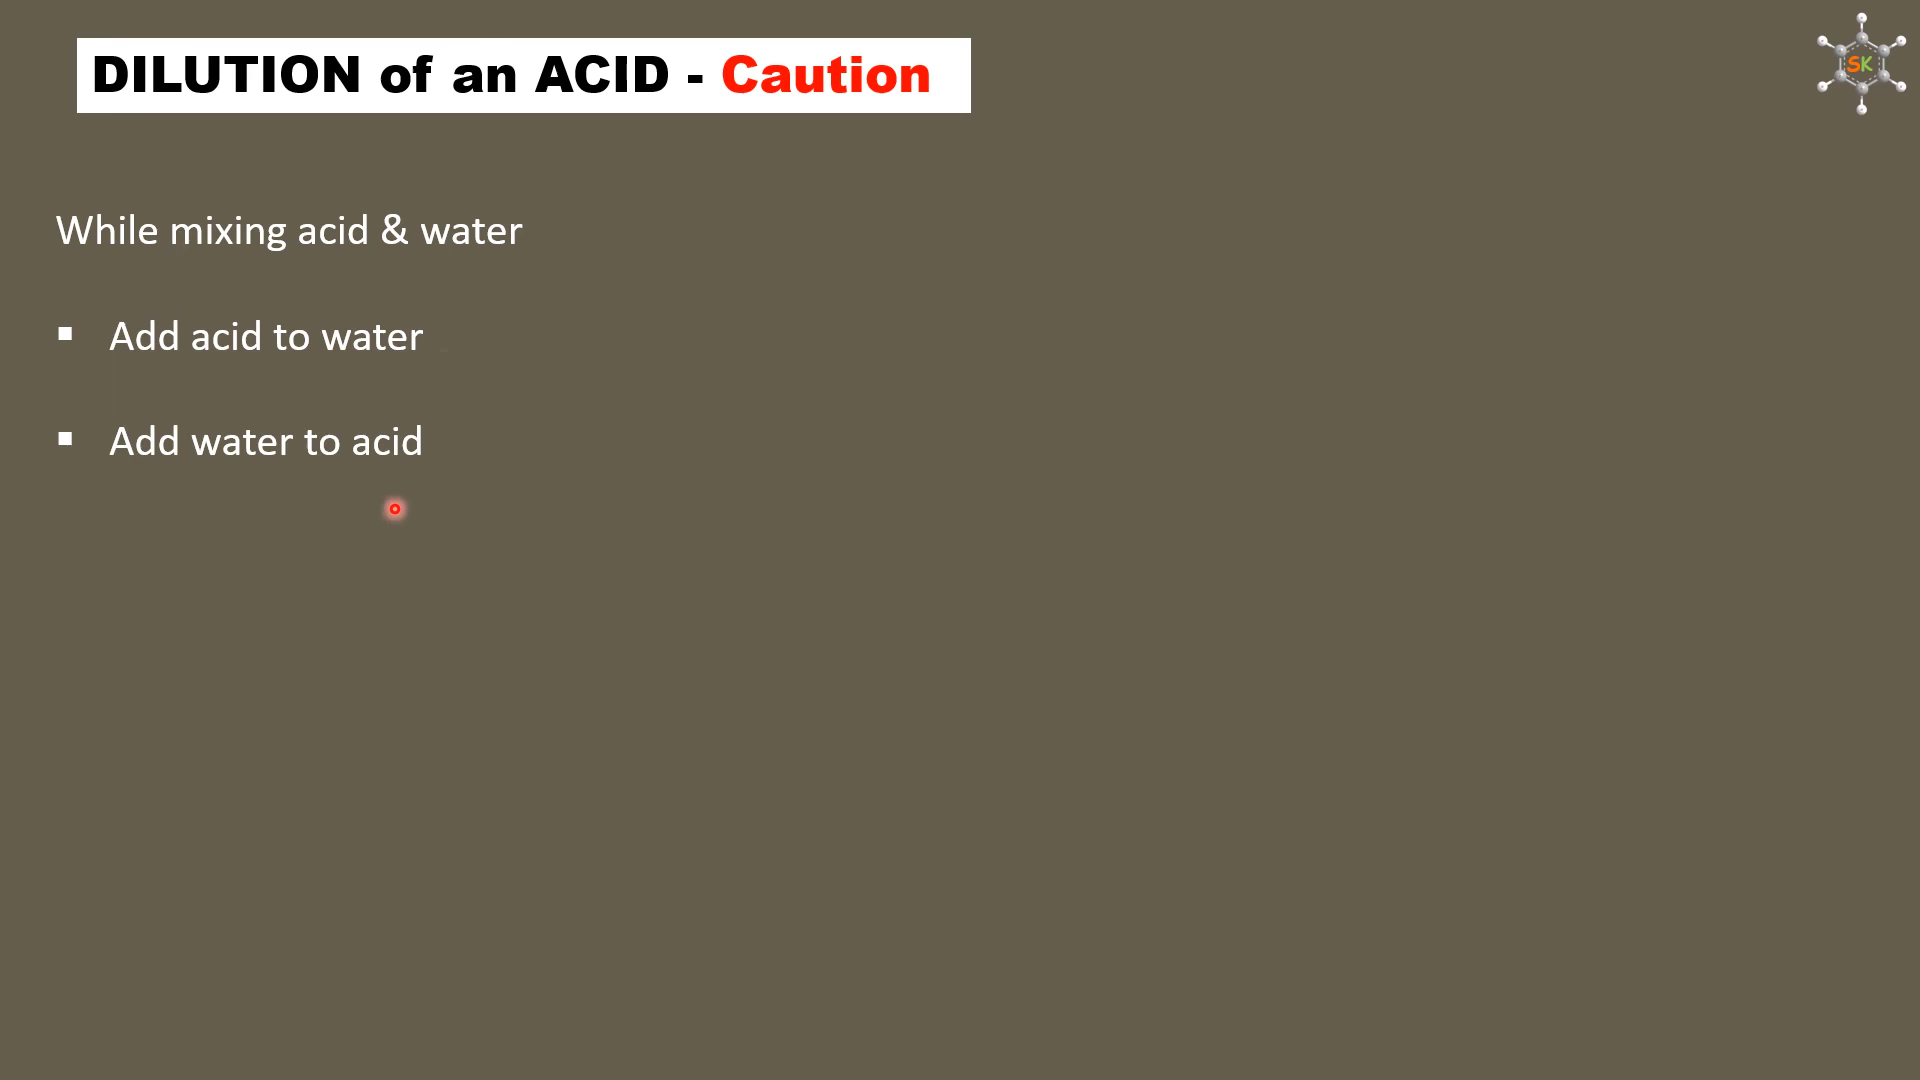 DILUTION of an ACID - Caution
SK
While mixing acid & water
▪ Add acid to water
▪ Add water to acid